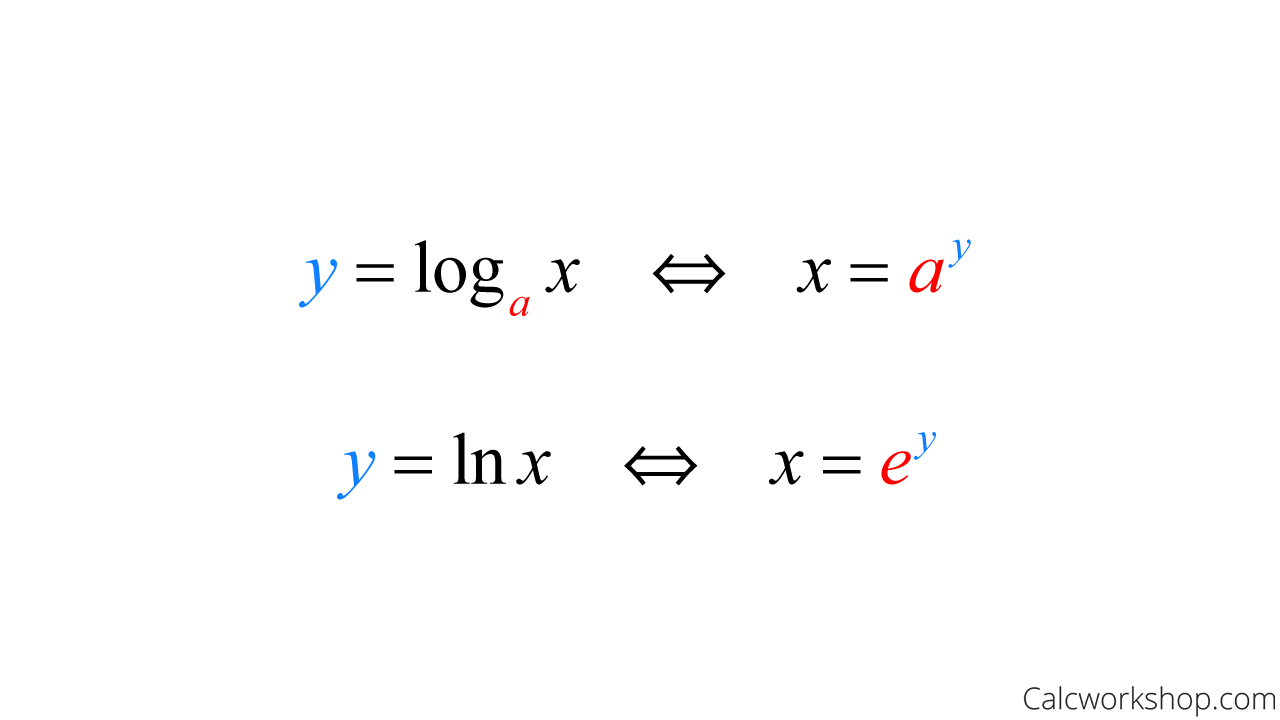 y = logₐ x ⇔ x = aʸ
y = ln x ⇔ x = eʸ
Calcworkshop.com